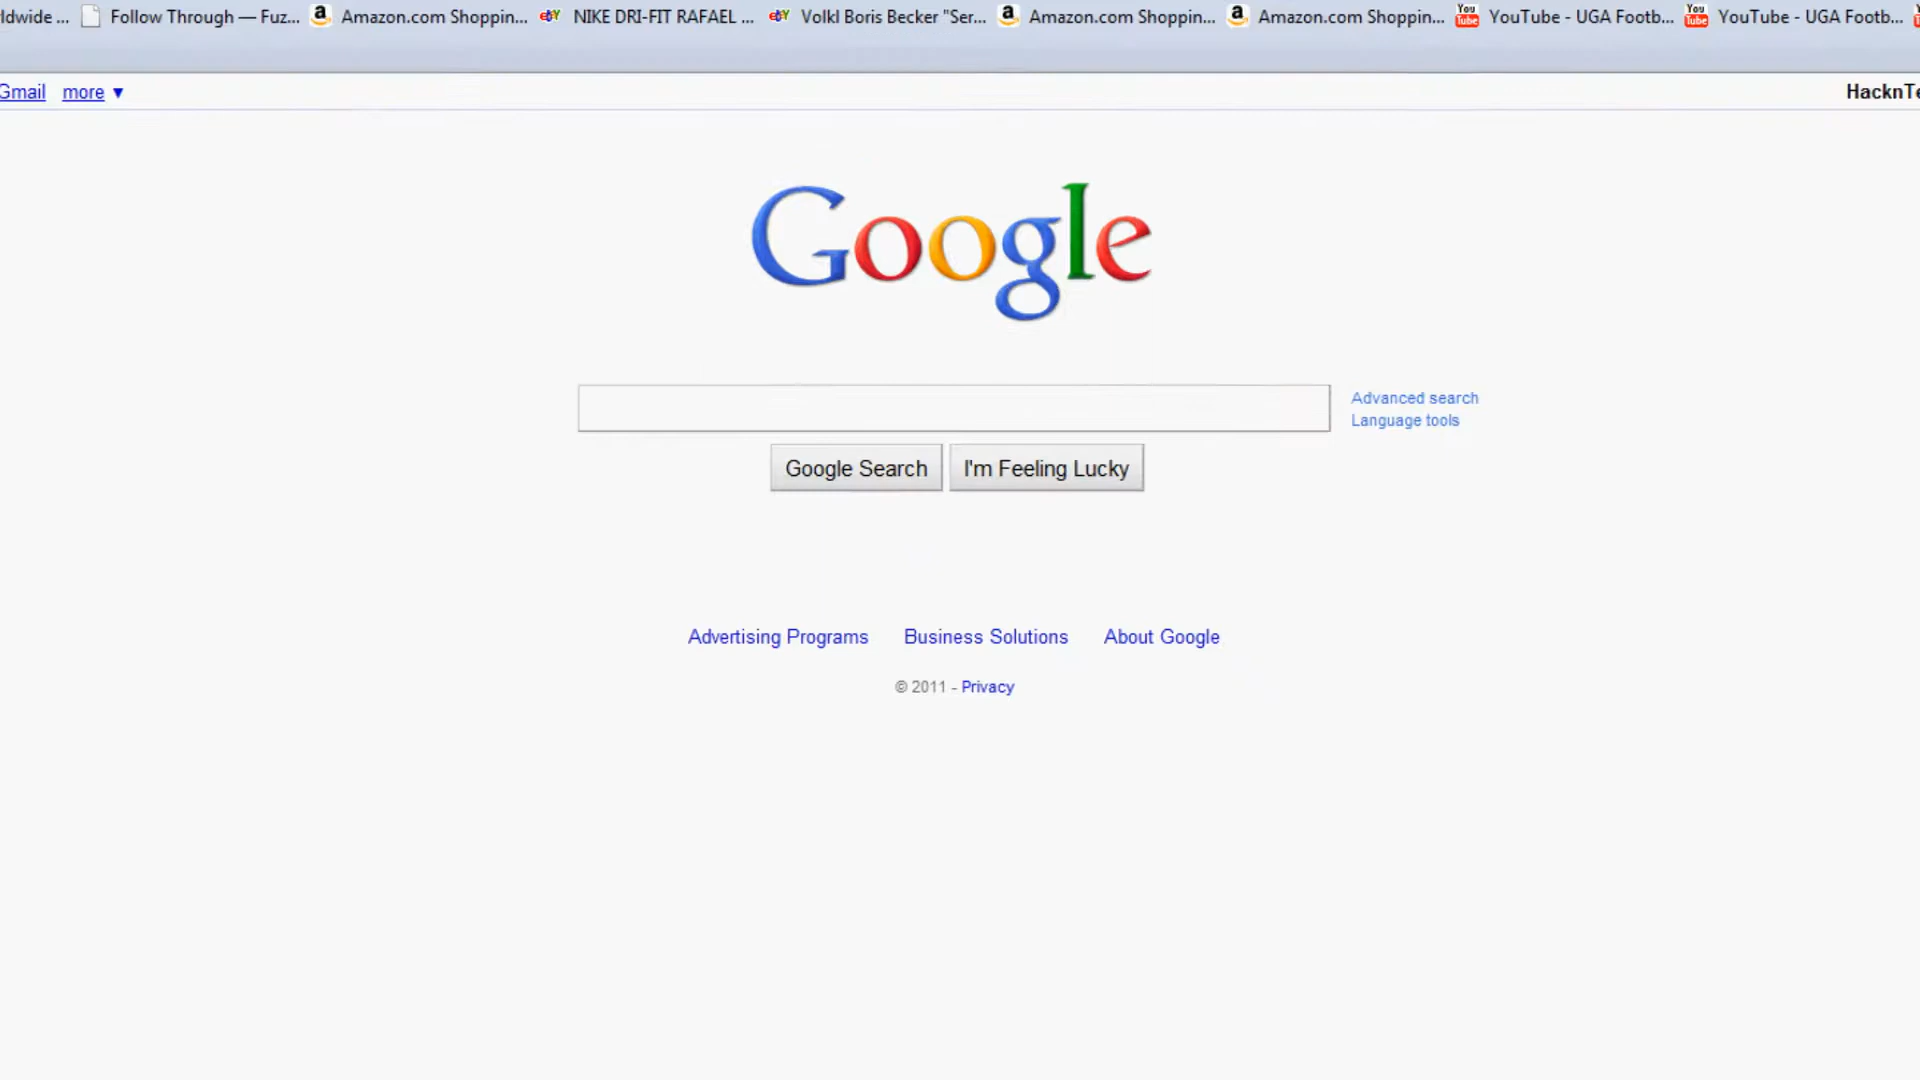 ldwide ... Follow Through — Fuz... Amazon.com Shoppin... NIKE DRI-FIT RAFAEL ... Volkl Boris Becker "Ser... Amazon.com Shoppin... Amazon.com Shoppin... YouTube - UGA Footb... YouTube - UGA Footb...
Gmail more ▼ HacknTe
Google
Advanced search
Language tools
Google Search I'm Feeling Lucky
Advertising Programs Business Solutions About Google
© 2011 - Privacy